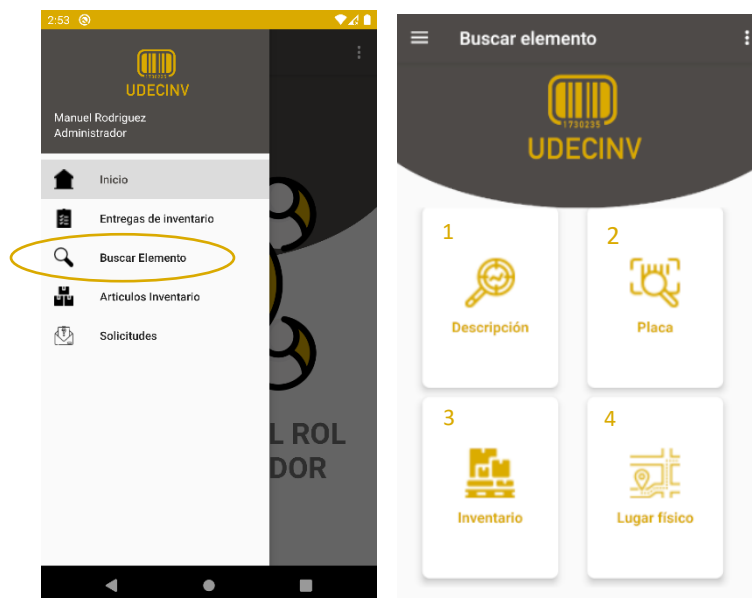 2:53
UDECINV
Manuel Rodriguez
Administrador
Inicio
Entregas de inventario
Buscar Elemento
Articulos Inventario
Solicitudes
L ROL
DOR
Buscar elemento
1730235
UDECINV
1
Descripción
2
Placa
3
Inventario
4
Lugar físico